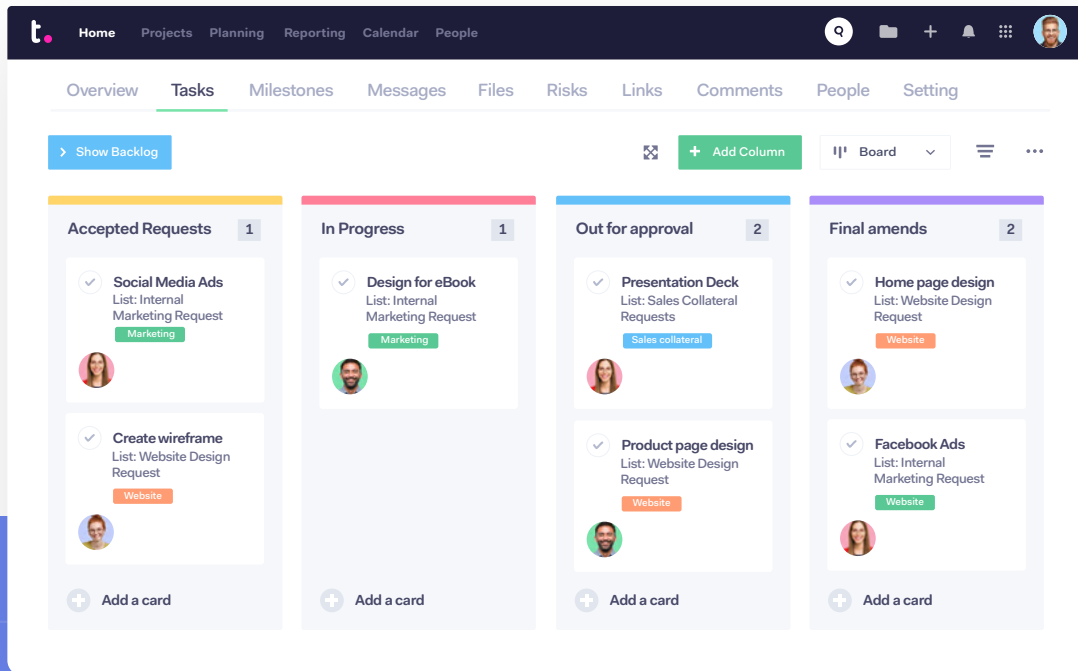 t.
Home Projects Planning Reporting Calendar People
Q
Overview Tasks Milestones Messages Files Risks Links Comments People Setting
Show Backlog
Add Column
Board
Accepted Requests 1
Social Media Ads
List: Internal
Marketing Request
Marketing
Create wireframe
List: Website Design
Request
Website
Add a card
In Progress 1
Design for eBook
List: Internal
Marketing Request
Marketing
Add a card
Out for approval 2
Presentation Deck
List: Sales Collateral
Requests
Sales collateral
Product page design
List: Website Design
Request
Website
Add a card
Final amends 2
Home page design
List: Website Design
Request
Website
Facebook Ads
List: Internal
Marketing Request
Website
Add a card